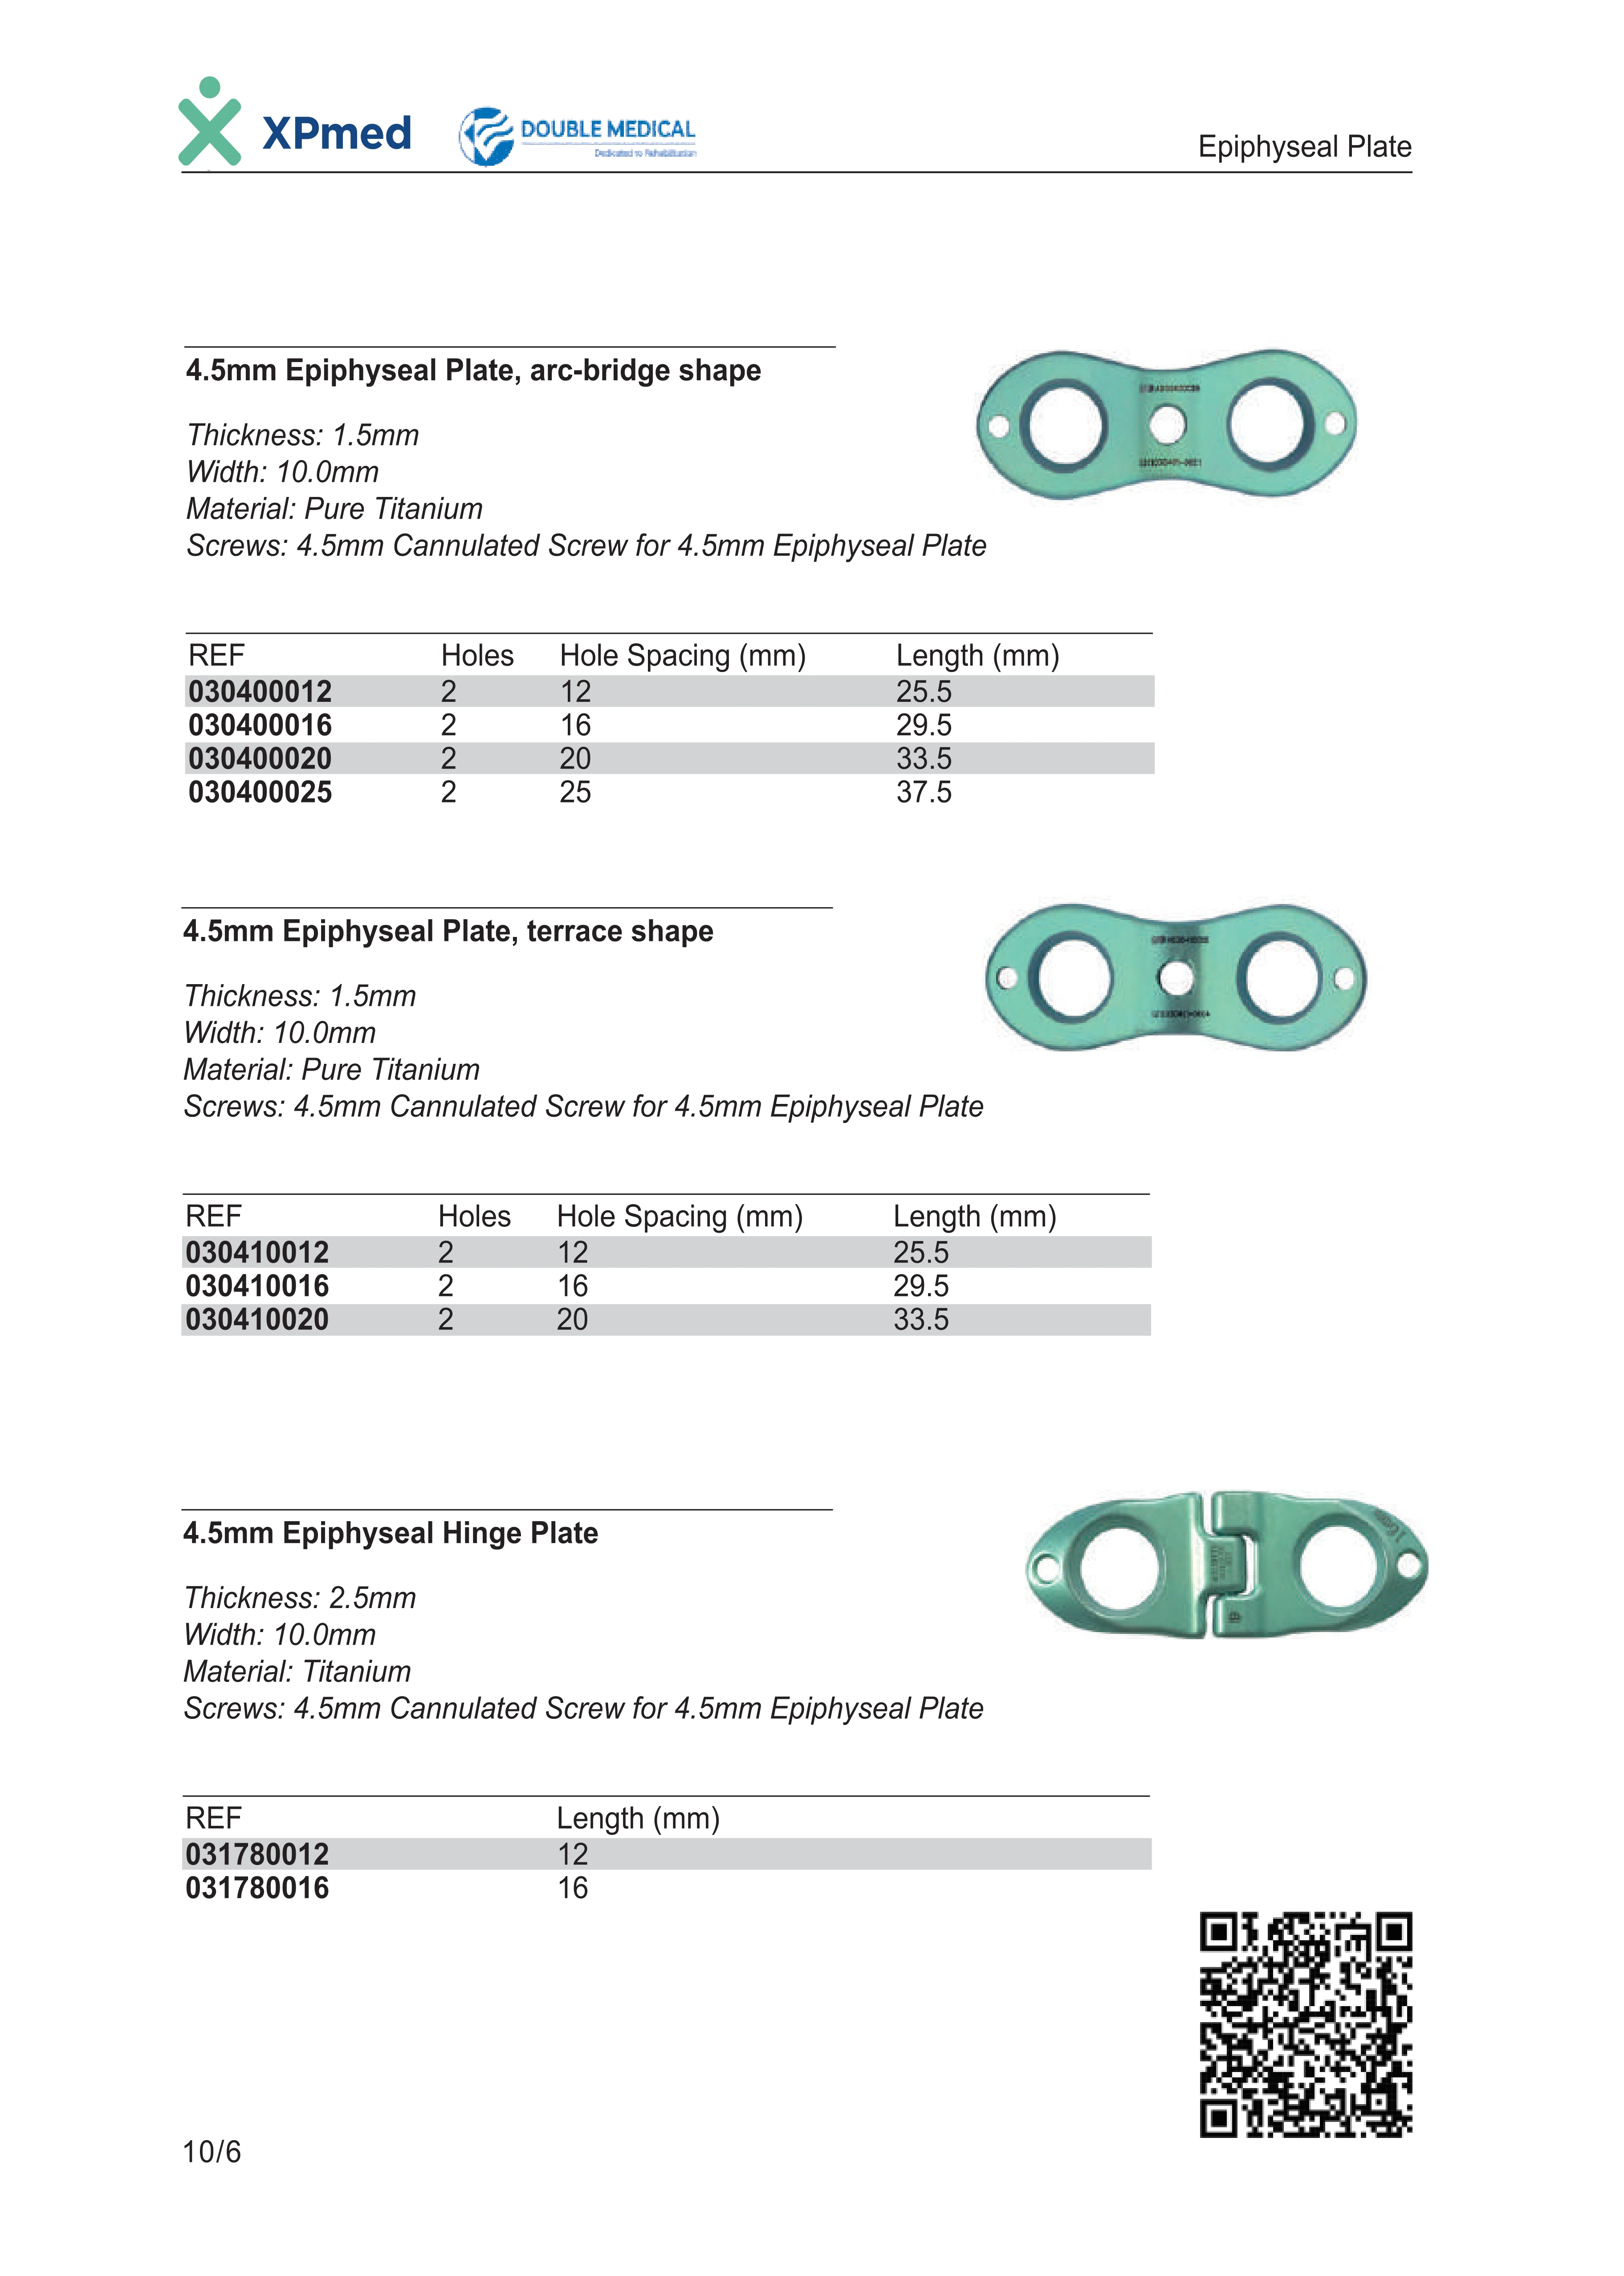 XPmed
DOUBLE MEDICAL
Dedicated to Rehabilitation
Epiphyseal Plate
4.5mm Epiphyseal Plate, arc-bridge shape
Thickness: 1.5mm
Width: 10.0mm
Material: Pure Titanium
Screws: 4.5mm Cannulated Screw for 4.5mm Epiphyseal Plate
REF Holes Hole Spacing (mm) Length (mm)
030400012 2 12 25.5
030400016 2 16 29.5
030400020 2 20 33.5
030400025 2 25 37.5
4.5mm Epiphyseal Plate, terrace shape
Thickness: 1.5mm
Width: 10.0mm
Material: Pure Titanium
Screws: 4.5mm Cannulated Screw for 4.5mm Epiphyseal Plate
REF Holes Hole Spacing (mm) Length (mm)
030410012 2 12 25.5
030410016 2 16 29.5
030410020 2 20 33.5
4.5mm Epiphyseal Hinge Plate
Thickness: 2.5mm
Width: 10.0mm
Material: Titanium
Screws: 4.5mm Cannulated Screw for 4.5mm Epiphyseal Plate
REF Length (mm)
031780012 12
031780016 16
10/6